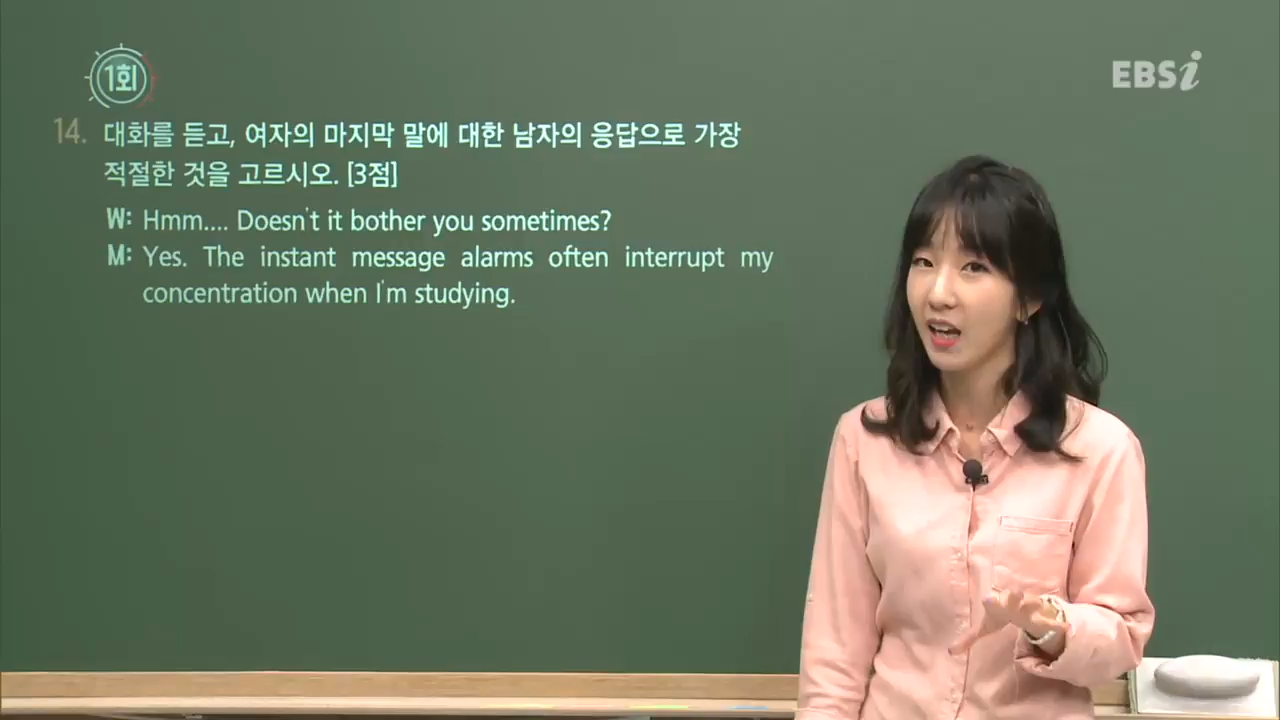 1회
EBSi
14. 대화를 듣고, 여자의 마지막 말에 대한 남자의 응답으로 가장
적절한 것을 고르시오. [3점]
W: Hmm.... Doesn't it bother you sometimes?
M: Yes. The instant message alarms often interrupt my
concentration when I'm studying.